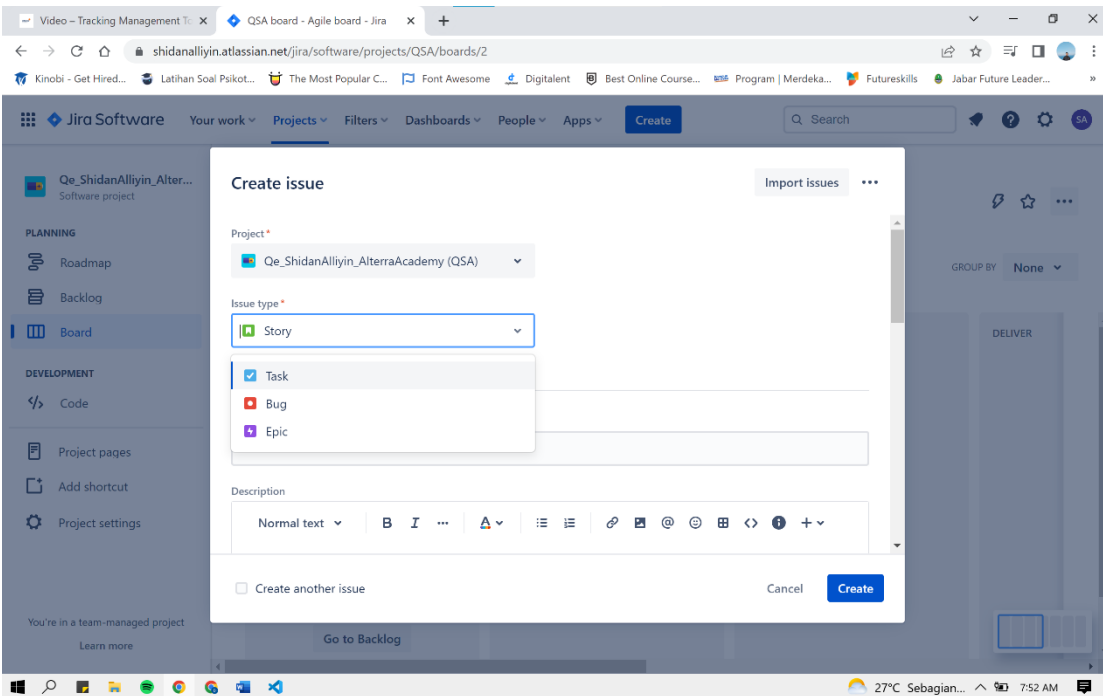 Video – Tracking Management To
QSA board - Agile board - Jira
shidanalliyin.atlassian.net/jira/software/projects/QSA/boards/2
Kinobi - Get Hired... Latihan Soal Psikot... The Most Popular C... Font Awesome Digitalent Best Online Course... Program | Merdeka... Futureskills Jabar Future Leader... »
Jira Software Your work Projects Filters Dashboards People Apps Create Search SA
Qe_ShidanAlliyin_Alter...
Software project
PLANNING
Roadmap
Backlog
Board
DEVELOPMENT
Code
Project pages
Add shortcut
Project settings
You're in a team-managed project
Learn more
Create issue
Import issues
Project *
Qe_ShidanAlliyin_AlterraAcademy (QSA)
Issue type *
Story
Task
Bug
Epic
Description
Normal text B I ... A
Create another issue
Cancel Create
GROUP BY None
DELIVER
Go to Backlog
27°C Sebagian... 7:52 AM